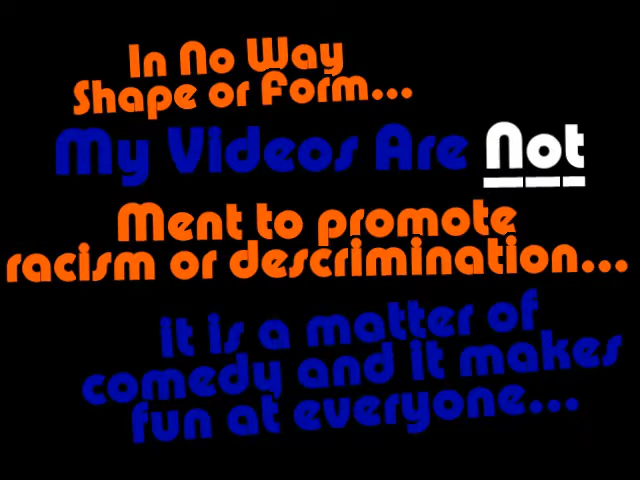 In No Way
Shape or Form...
My Videos Are Not
Ment to promote
racism or descrimination...
it is a matter of
comedy and it makes
fun at everyone...